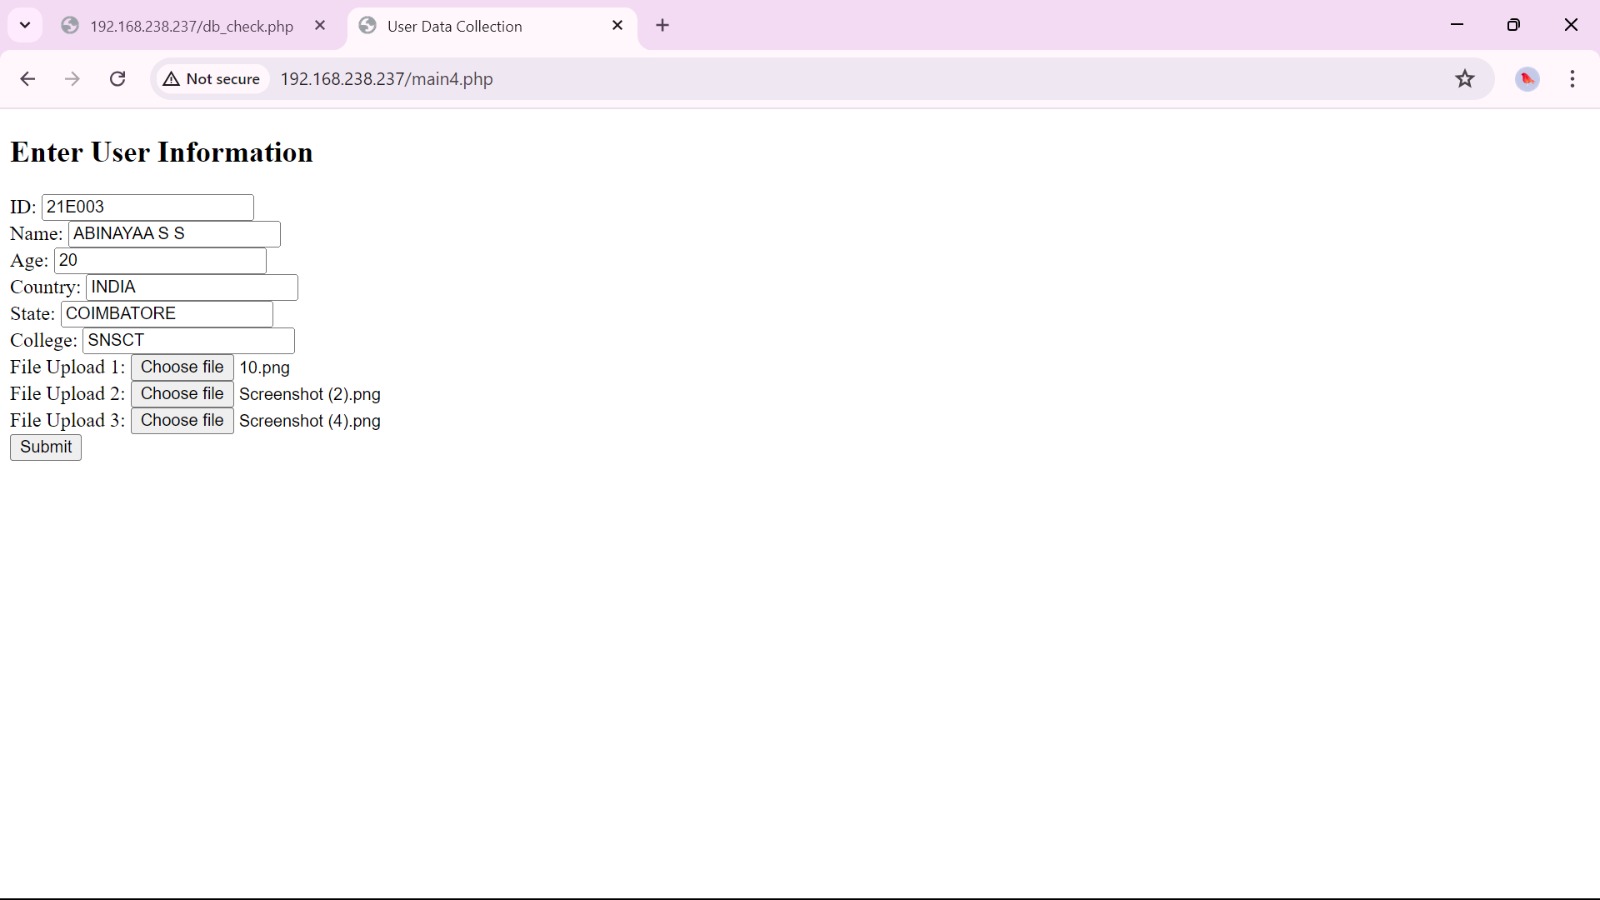 192.168.238.237/db_check.php
User Data Collection
Not secure
192.168.238.237/main4.php
Enter User Information
ID: 21E003
Name: ABINAYAA S S
Age: 20
Country: INDIA
State: COIMBATORE
College: SNSCT
File Upload 1: Choose file 10.png
File Upload 2: Choose file Screenshot (2).png
File Upload 3: Choose file Screenshot (4).png
Submit